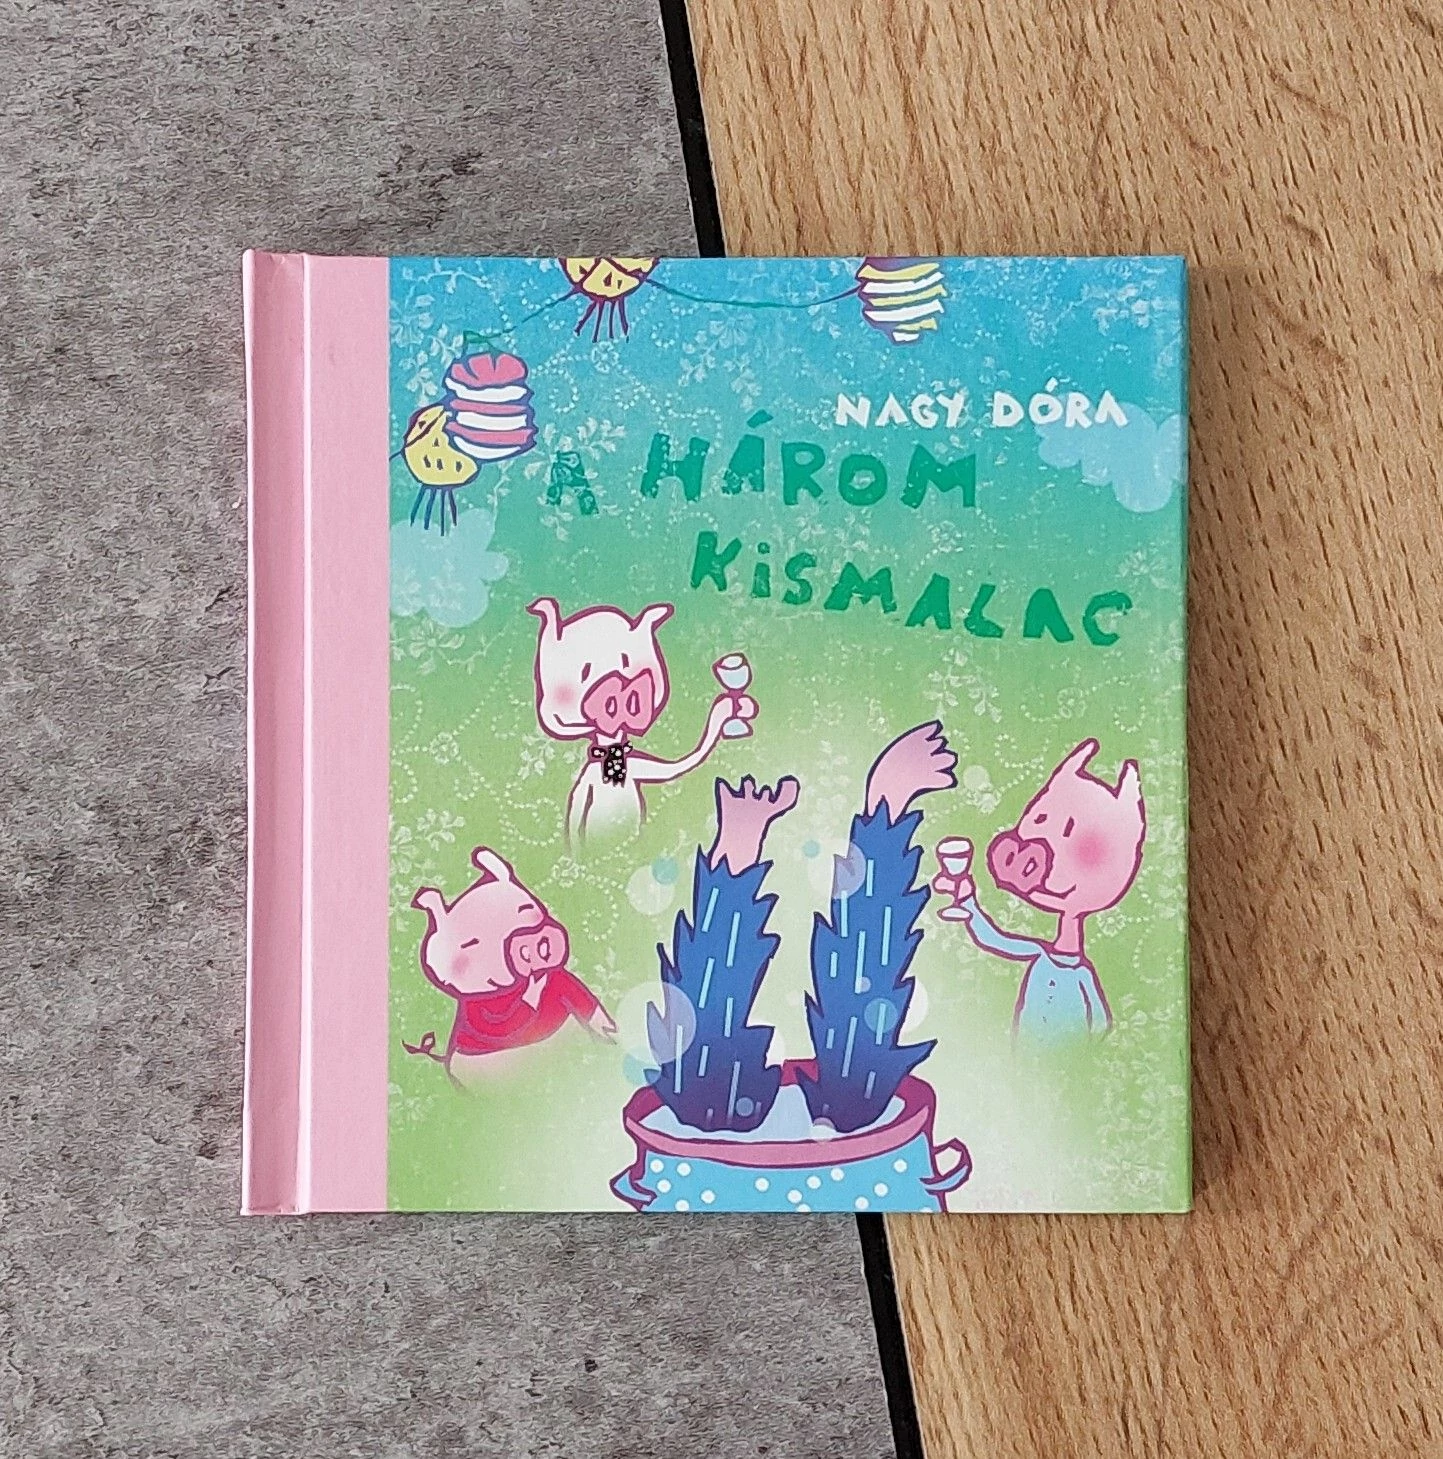 NAGY DÓRA
A HÁROM
KiSMALAC